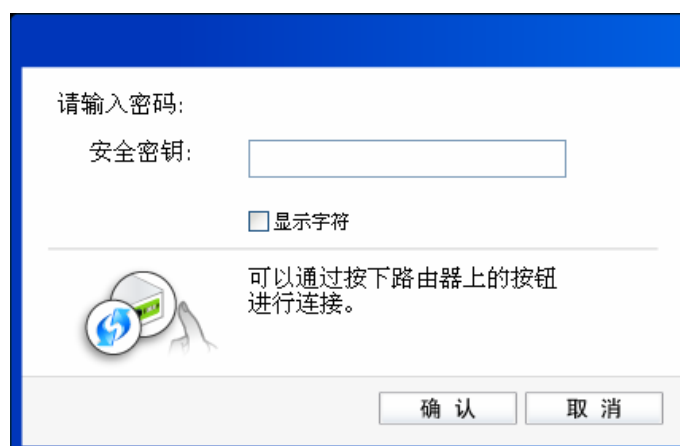 请输入密码:
安全密钥:
显示字符
可以通过按下路由器上的按钮
进行连接。
确 认
取 消